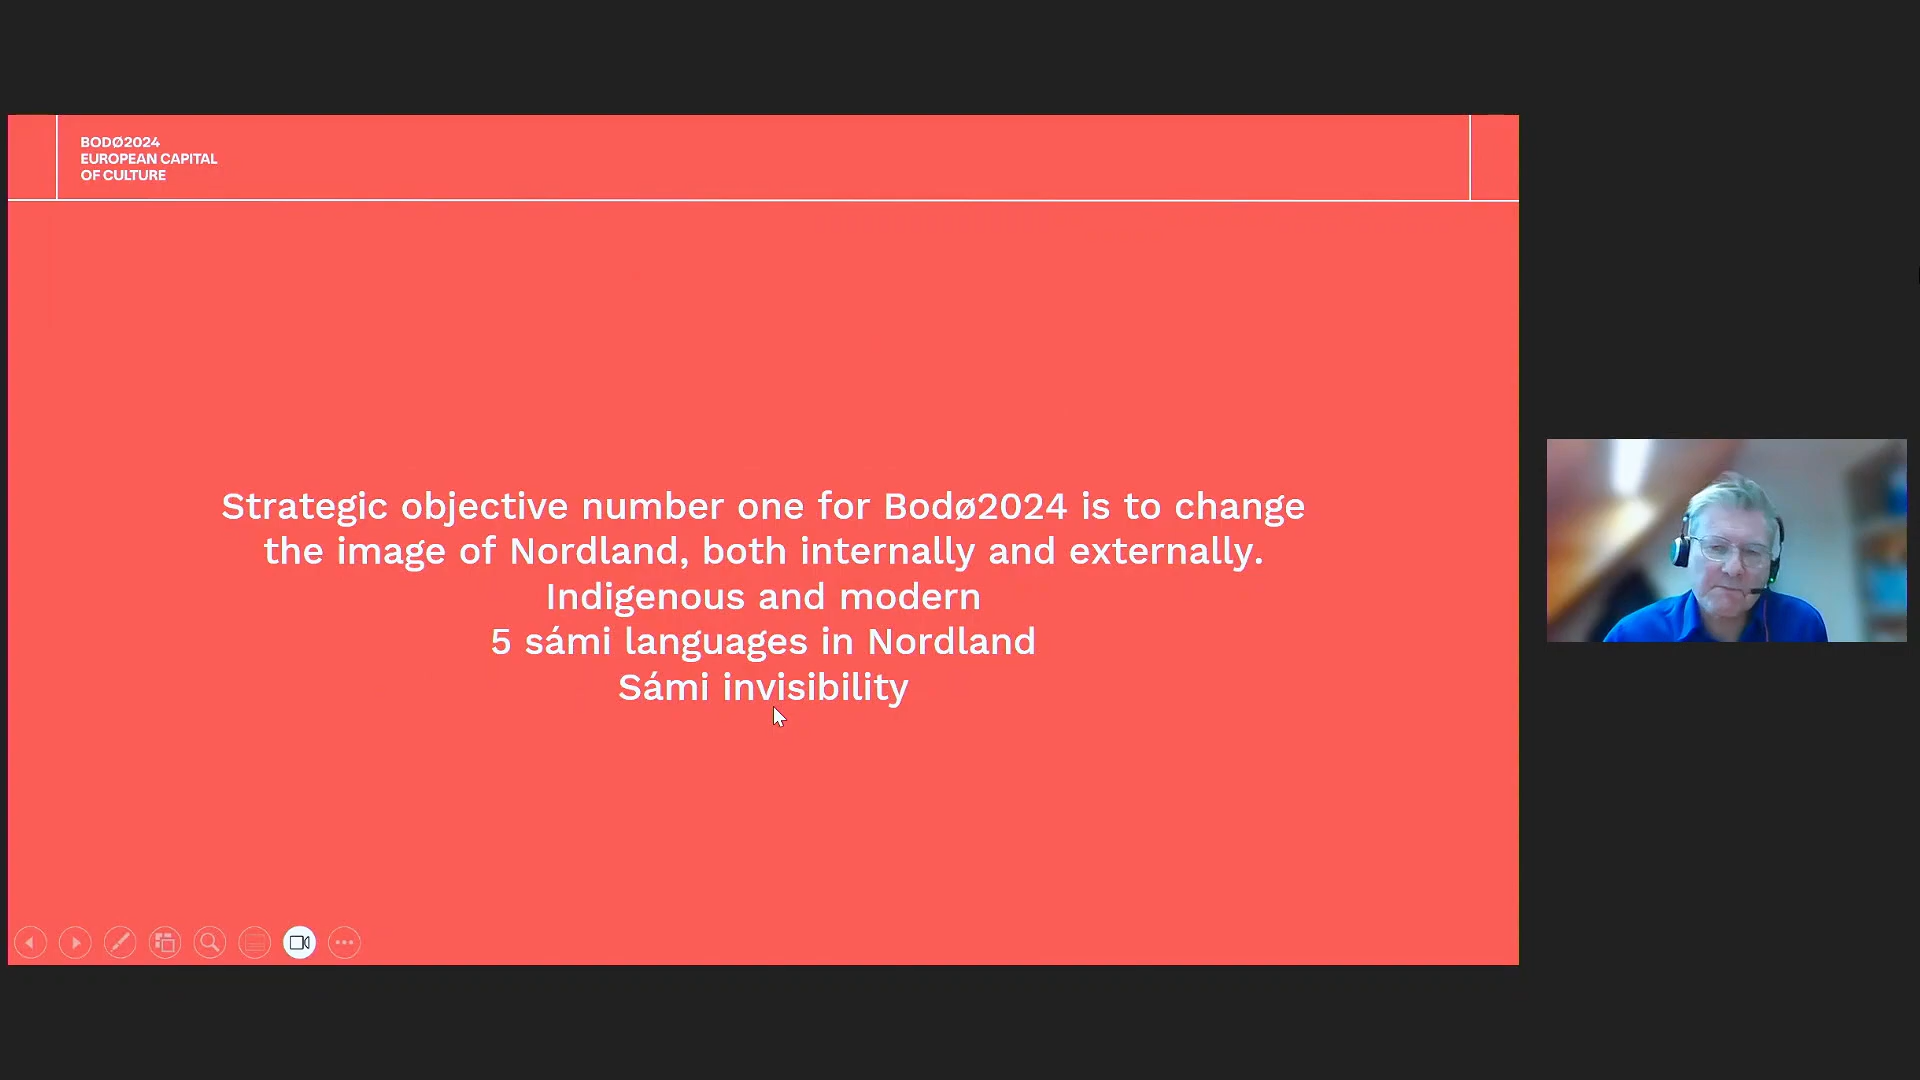 BODØ2024
EUROPEAN CAPITAL
OF CULTURE
Strategic objective number one for Bodø2024 is to change
the image of Nordland, both internally and externally.
Indigenous and modern
5 sámi languages in Nordland
Sámi invisibility